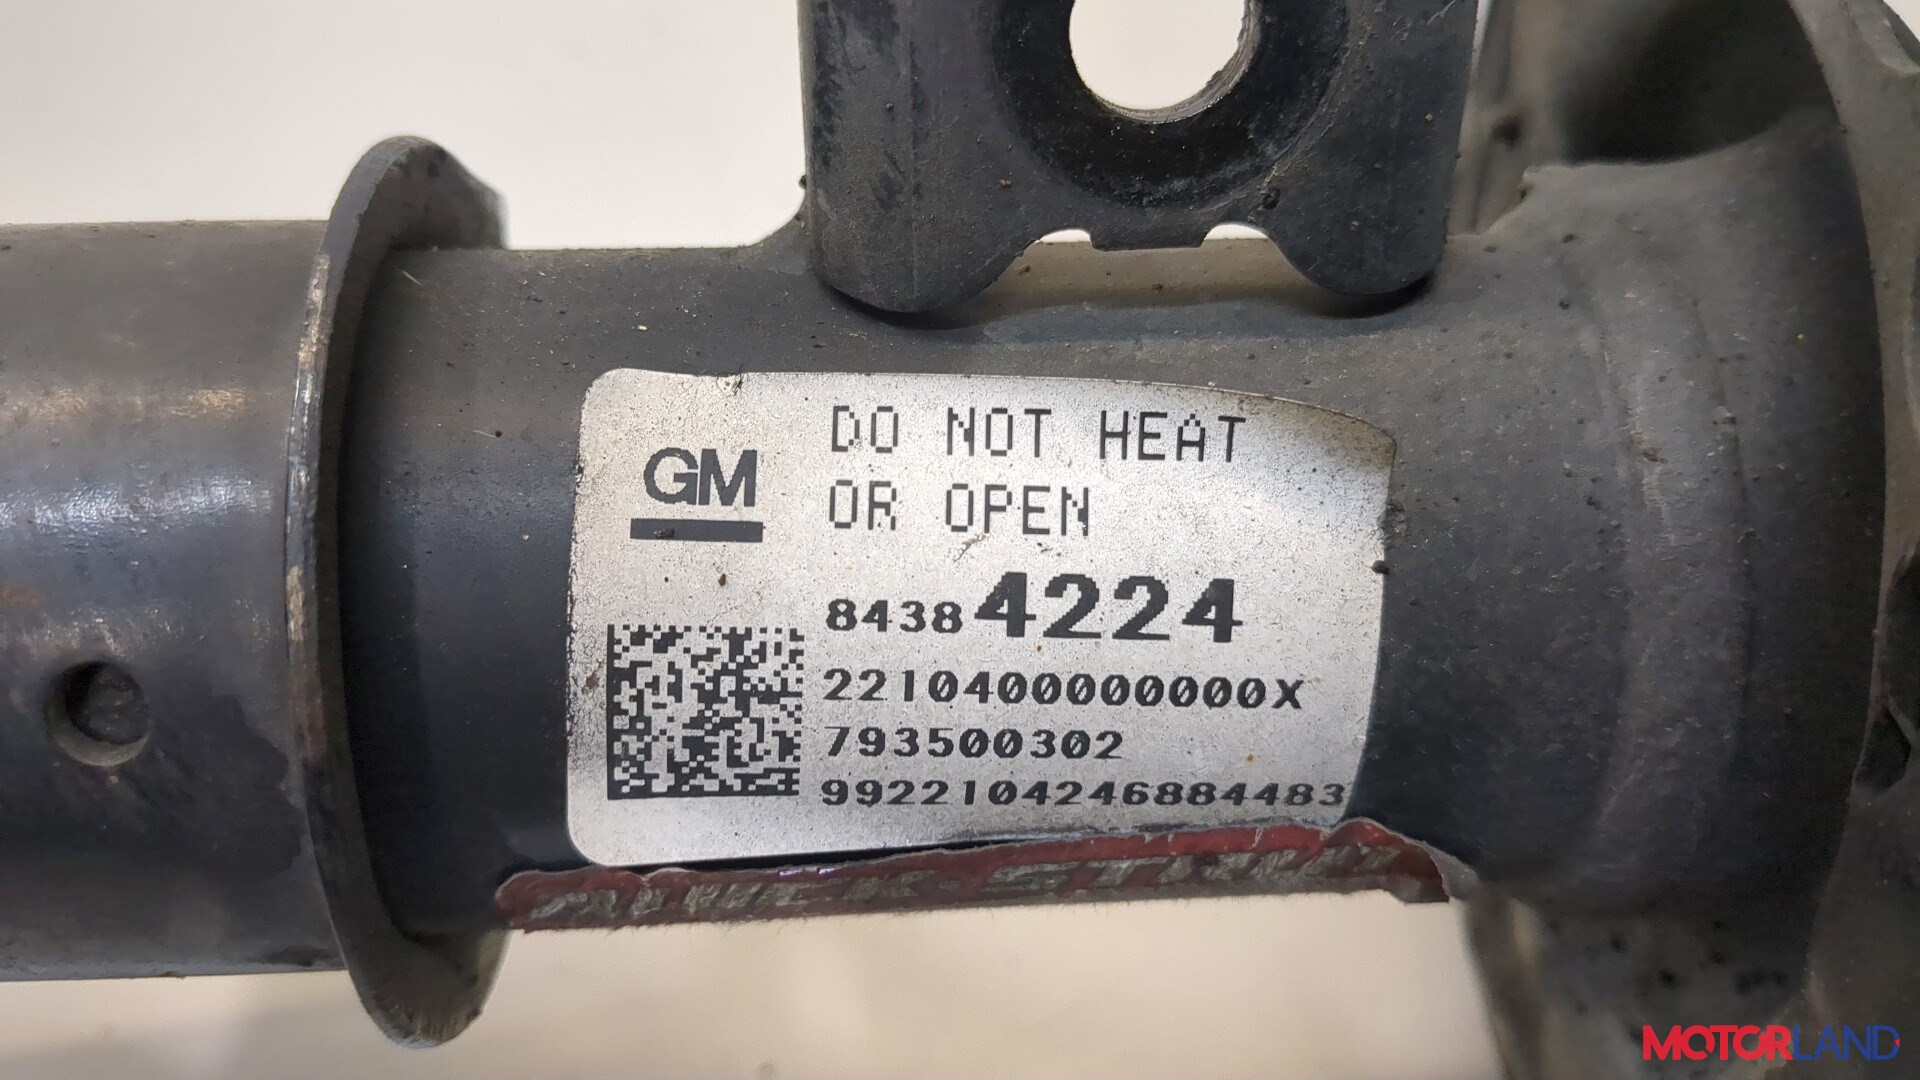 GM
DO NOT HEAT
OR OPEN
84384224
2210400000000X
793500302
9922104246884483
MOTORLAND